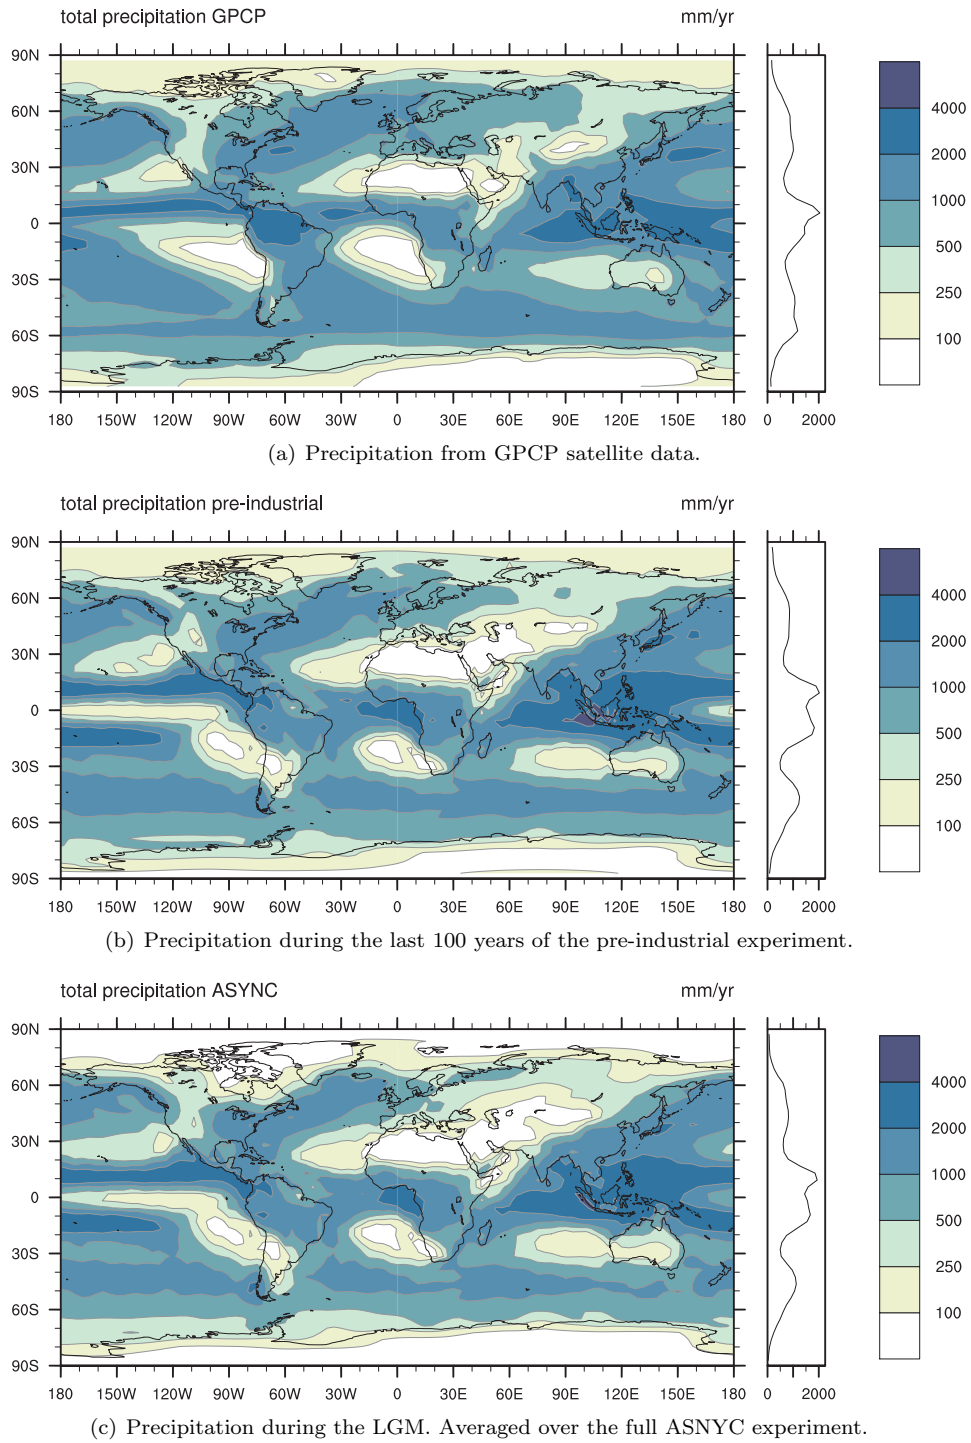 total precipitation GPCP mm/yr
90N
60N
30N
0
30S
60S
90S
4000
2000
1000
500
250
100
180 150W 120W 90W 60W 30W 0 30E 60E 90E 120E 150E 180 0 2000
(a) Precipitation from GPCP satellite data.
total precipitation pre-industrial mm/yr
90N
60N
30N
0
30S
60S
90S
4000
2000
1000
500
250
100
180 150W 120W 90W 60W 30W 0 30E 60E 90E 120E 150E 180 0 2000
(b) Precipitation during the last 100 years of the pre-industrial experiment.
total precipitation ASYNC mm/yr
90N
60N
30N
0
30S
60S
90S
4000
2000
1000
500
250
100
180 150W 120W 90W 60W 30W 0 30E 60E 90E 120E 150E 180 0 2000
(c) Precipitation during the LGM. Averaged over the full ASNYC experiment.